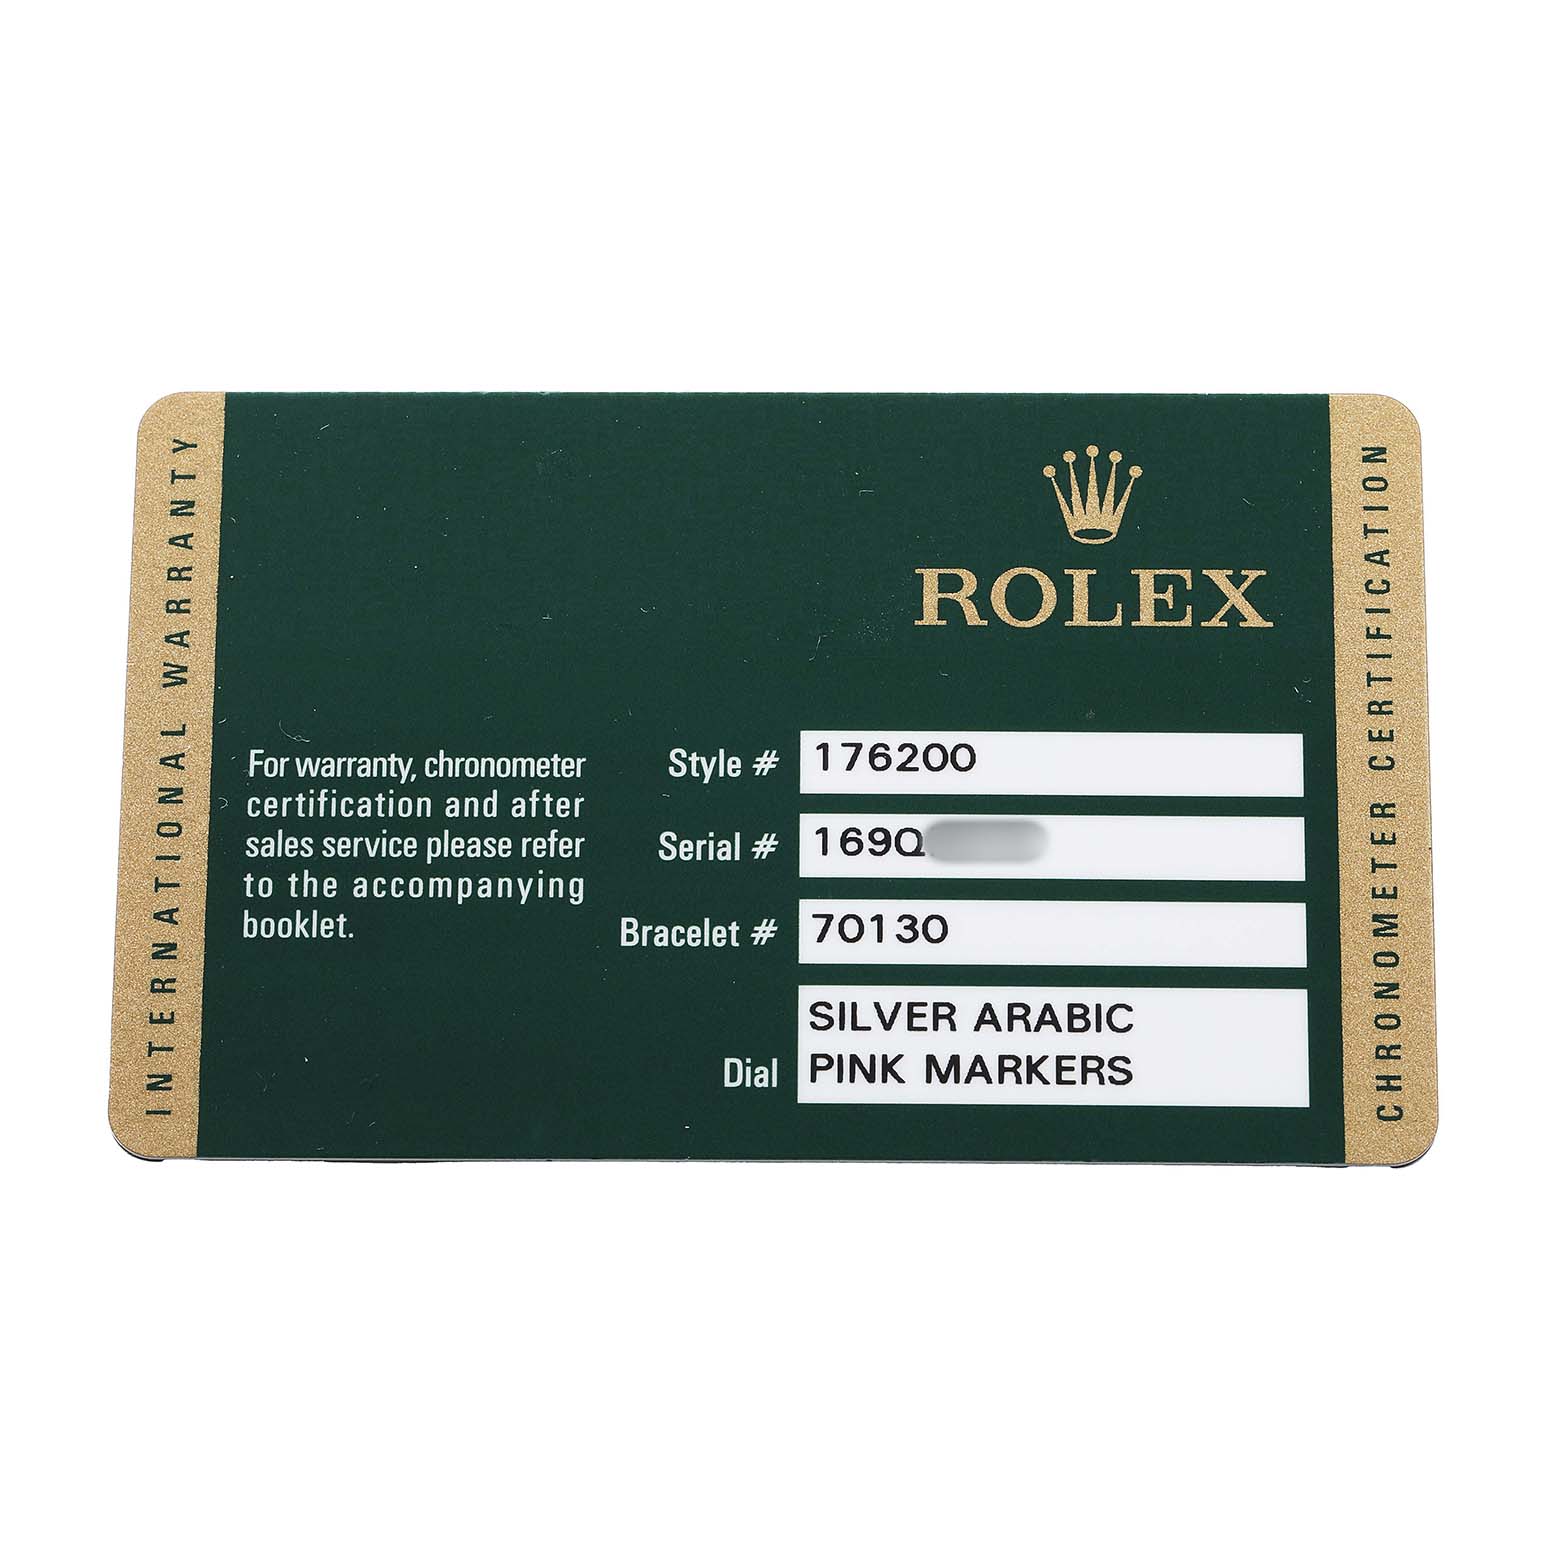 INTERNATIONAL WARRANTY
ROLEX
For warranty, chronometer
certification and after
sales service please refer
to the accompanying
booklet.
Style # 176200
Serial #
Bracelet # 70130
Dial SILVER ARABIC
PINK MARKERS
CHRONOMETER CERTIFICATION